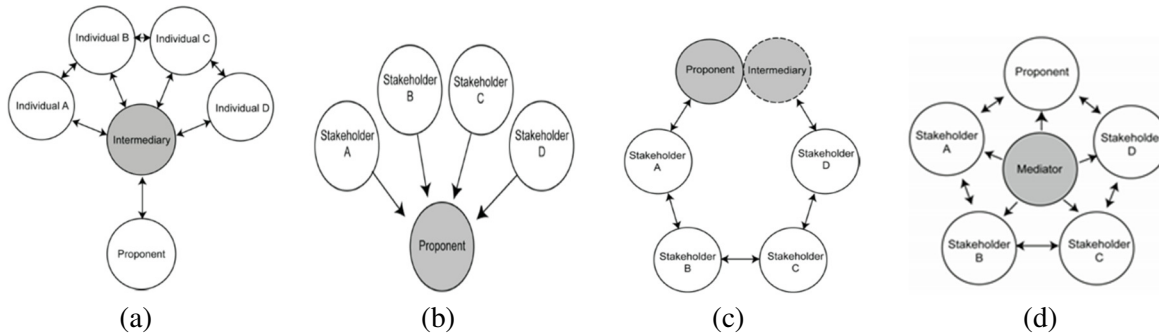 Individual B
Individual C
Individual A
Individual D
Intermediary
Proponent
(a)
Stakeholder
B
Stakeholder
C
Stakeholder
A
Stakeholder
D
Proponent
(b)
Proponent
Intermediary
Stakeholder
A
Stakeholder
D
Stakeholder
B
Stakeholder
C
(c)
Proponent
Stakeholder
A
Stakeholder
D
Mediator
Stakeholder
B
Stakeholder
C
(d)